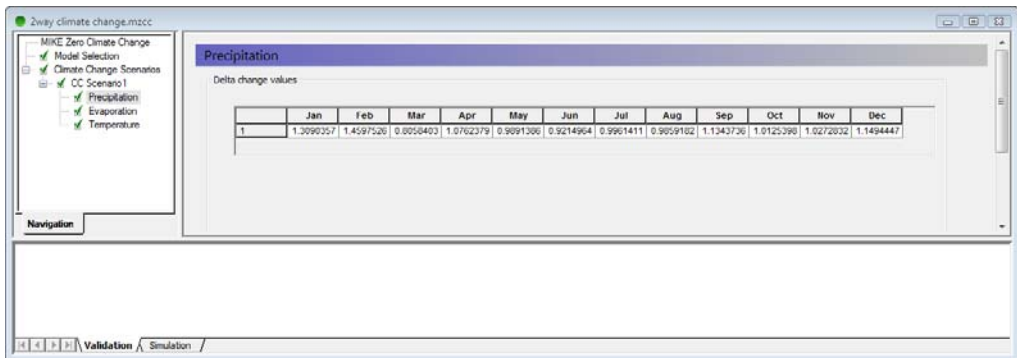 2way climate change.mzcc
MIKE Zero Climate Change
Model Selection
Climate Change Scenarios
CC Scenario1
Precipitation
Evaporation
Temperature
Navigation
Precipitation
Delta change values
Jan Feb Mar Apr May Jun Jul Aug Sep Oct Nov Dec
1 1.3090357 1.4597526 0.8058403 1.0762379 0.9891386 0.9214964 0.9961411 0.9859182 1.1343736 1.0125398 1.0272832 1.1494447
Validation Simulation